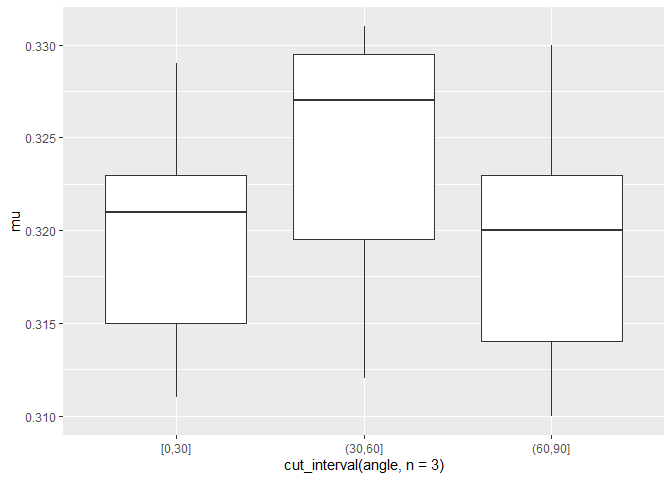 mu
0.330
0.325
0.320
0.315
0.310
[0,30] (30,60] (60,90]
cut_interval(angle, n = 3)